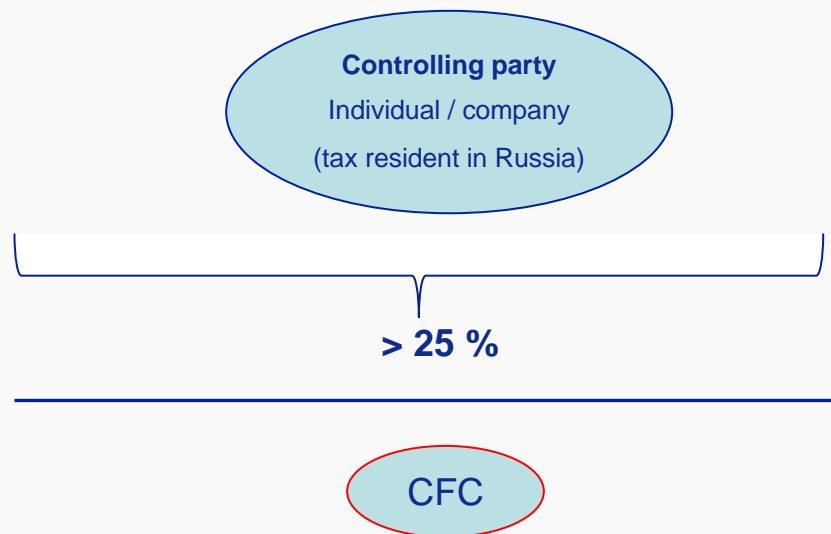 Controlling party
Individual / company
(tax resident in Russia)
> 25 %
CFC